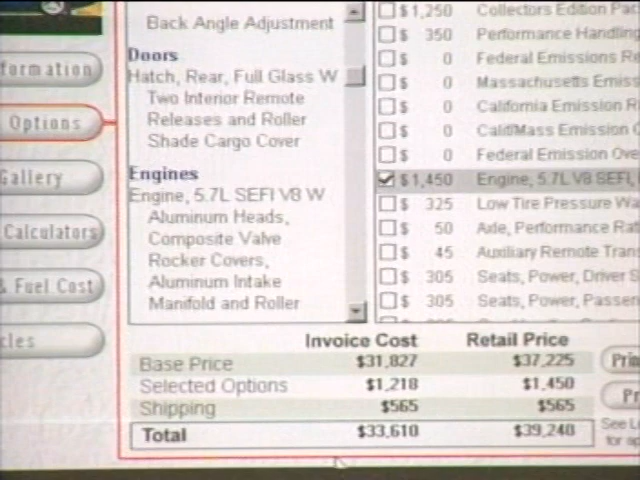 Back Angle Adjustment
Doors
Hatch, Rear, Full Glass W
Two Interior Remote
Releases and Roller
Shade Cargo Cover
Engines
Engine, 5.7L SEFI V8 W
Aluminum Heads,
Composite Valve
Rocker Covers,
Aluminum Intake
Manifold and Roller
$1,250 Collectors Edition Pac
$ 350 Performance Handling
$ 0 Federal Emissions Re
$ 0 Massachusetts Emiss
$ 0 California Emission R
$ 0 Calif/Mass Emission
$ 0 Federal Emission Ove
$1,450 Engine, 5.7L V8 SEFI,
$ 325 Low Tire Pressure Wa
$ 50 Axle, Performance Rat
$ 45 Auxiliary Remote Tran
$ 305 Seats, Power, Driver S
$ 305 Seats, Power, Passen
formation
Options
Gallery
Calculators
& Fuel Cost
cles
Invoice Cost Retail Price
Base Price $31,827 $37,225
Selected Options $1,218 $1,450
Shipping $565 $565
Total $33,610 $39,240
Prin
Pr
See L
for ap